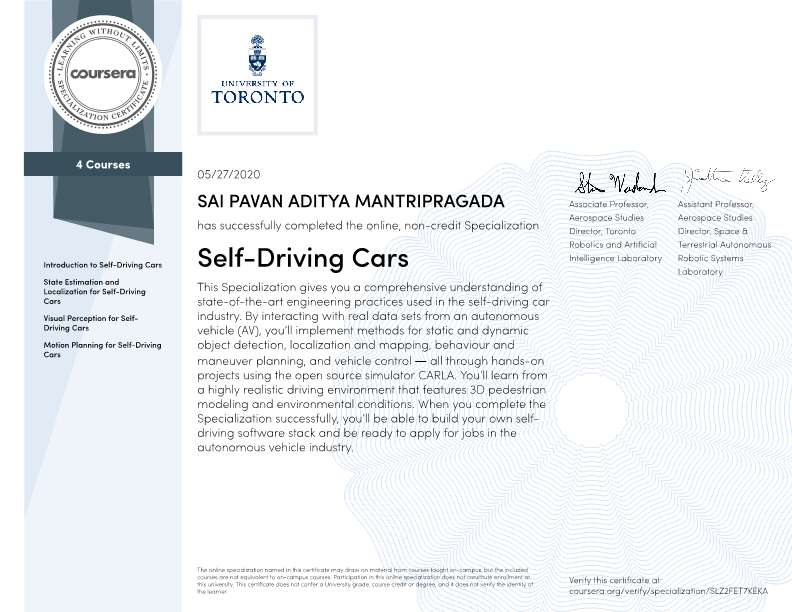 LEARNING WITHOUT LIMITS
coursera
SPECIALIZATION CERTIFICATE
4 Courses
Introduction to Self-Driving Cars
State Estimation and
Localization for Self-Driving
Cars
Visual Perception for Self-
Driving Cars
Motion Planning for Self-Driving
Cars
UNIVERSITY OF
TORONTO
05/27/2020
SAI PAVAN ADITYA MANTRIPRAGADA
has successfully completed the online, non-credit Specialization
Self-Driving Cars
This Specialization gives you a comprehensive understanding of
state-of-the-art engineering practices used in the self-driving car
industry. By interacting with real data sets from an autonomous
vehicle (AV), you'll implement methods for static and dynamic
object detection, localization and mapping, behaviour and
maneuver planning, and vehicle control — all through hands-on
projects using the open source simulator CARLA. You'll learn from
a highly realistic driving environment that features 3D pedestrian
modeling and environmental conditions. When you complete the
Specialization successfully, you'll be able to build your own self-
driving software stack and be ready to apply for jobs in the
autonomous vehicle industry.
Associate Professor,
Aerospace Studies
Director, Toronto
Robotics and Artificial
Intelligence Laboratory
Assistant Professor,
Aerospace Studies
Director, Space &
Terrestrial Autonomous
Robotic Systems
Laboratory
The online specialization named in this certificate may draw on material from courses taught on-campus, but the included
courses are not equivalent to on-campus courses. Participation in this online specialization does not constitute enrollment at
this university. This certificate does not confer a University grade, course credit or degree, and it does not verify the identity of
the learner.
Verify this certificate at
coursera.org/verify/specialization/SLZ2FET7KEKA